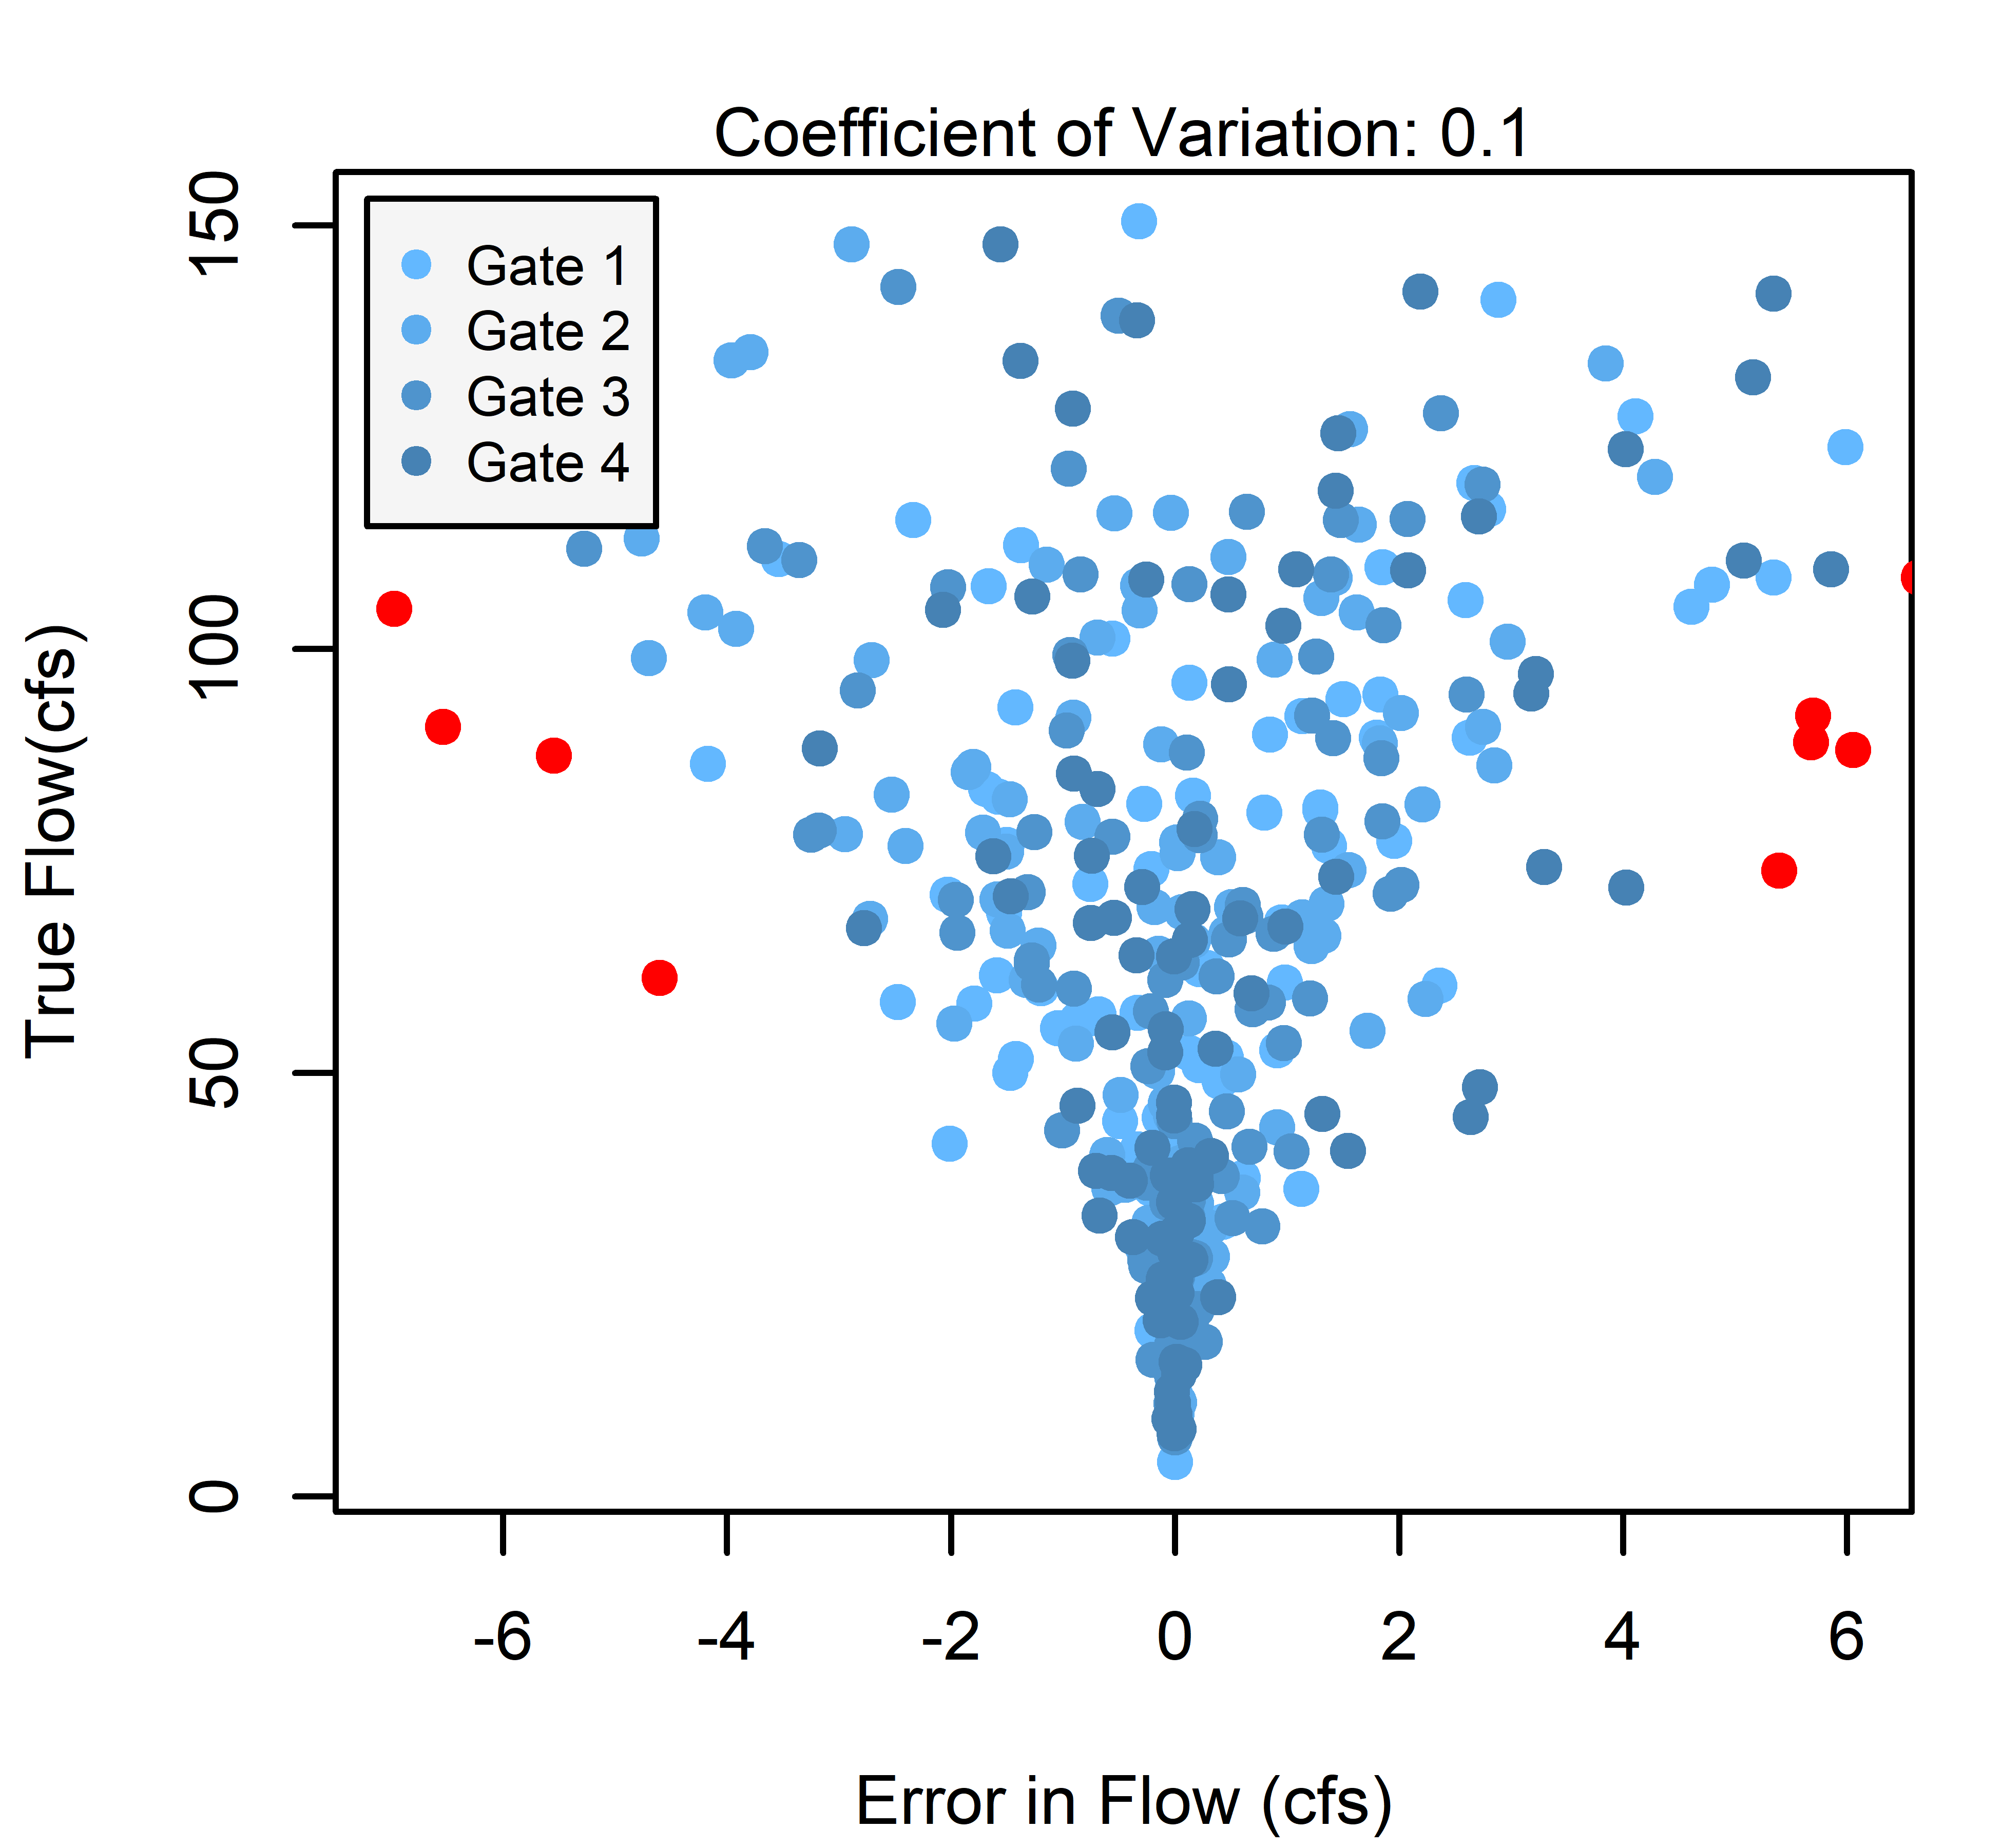 Coefficient of Variation: 0.1
Gate 1
Gate 2
Gate 3
Gate 4
True Flow(cfs)
150
100
50
0
-6 -4 -2 0 2 4 6
Error in Flow (cfs)